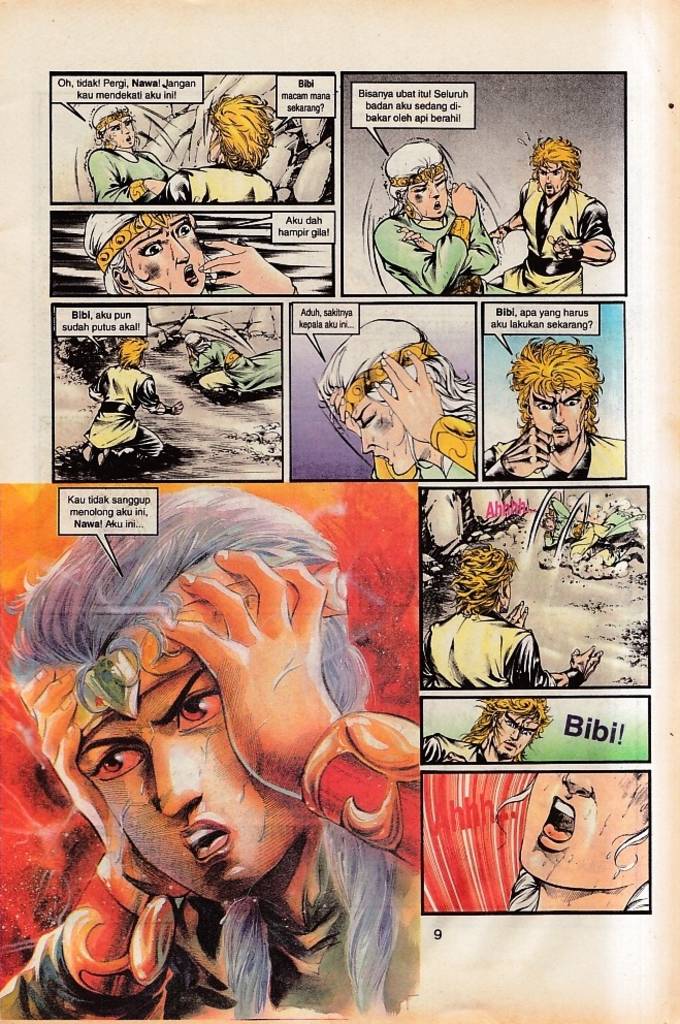 Oh, tidak! Pergi, Nawa! Jangan
kau mendekati aku ini!
Bibi
macam mana
sekarang?
Aku dah
hampir gila!
Bisanya ubat itu! Seluruh
badan aku sedang di-
bakar oleh api berahi!
Bibi, aku pun
sudah putus akal!
Aduh, sakitnya
kepala aku ini...
Bibi, apa yang harus
aku lakukan sekarang?
Kau tidak sanggup
menolong aku ini,
Nawa! Aku ini...
Ahhhh...
Bibi!
Ahhh...
9